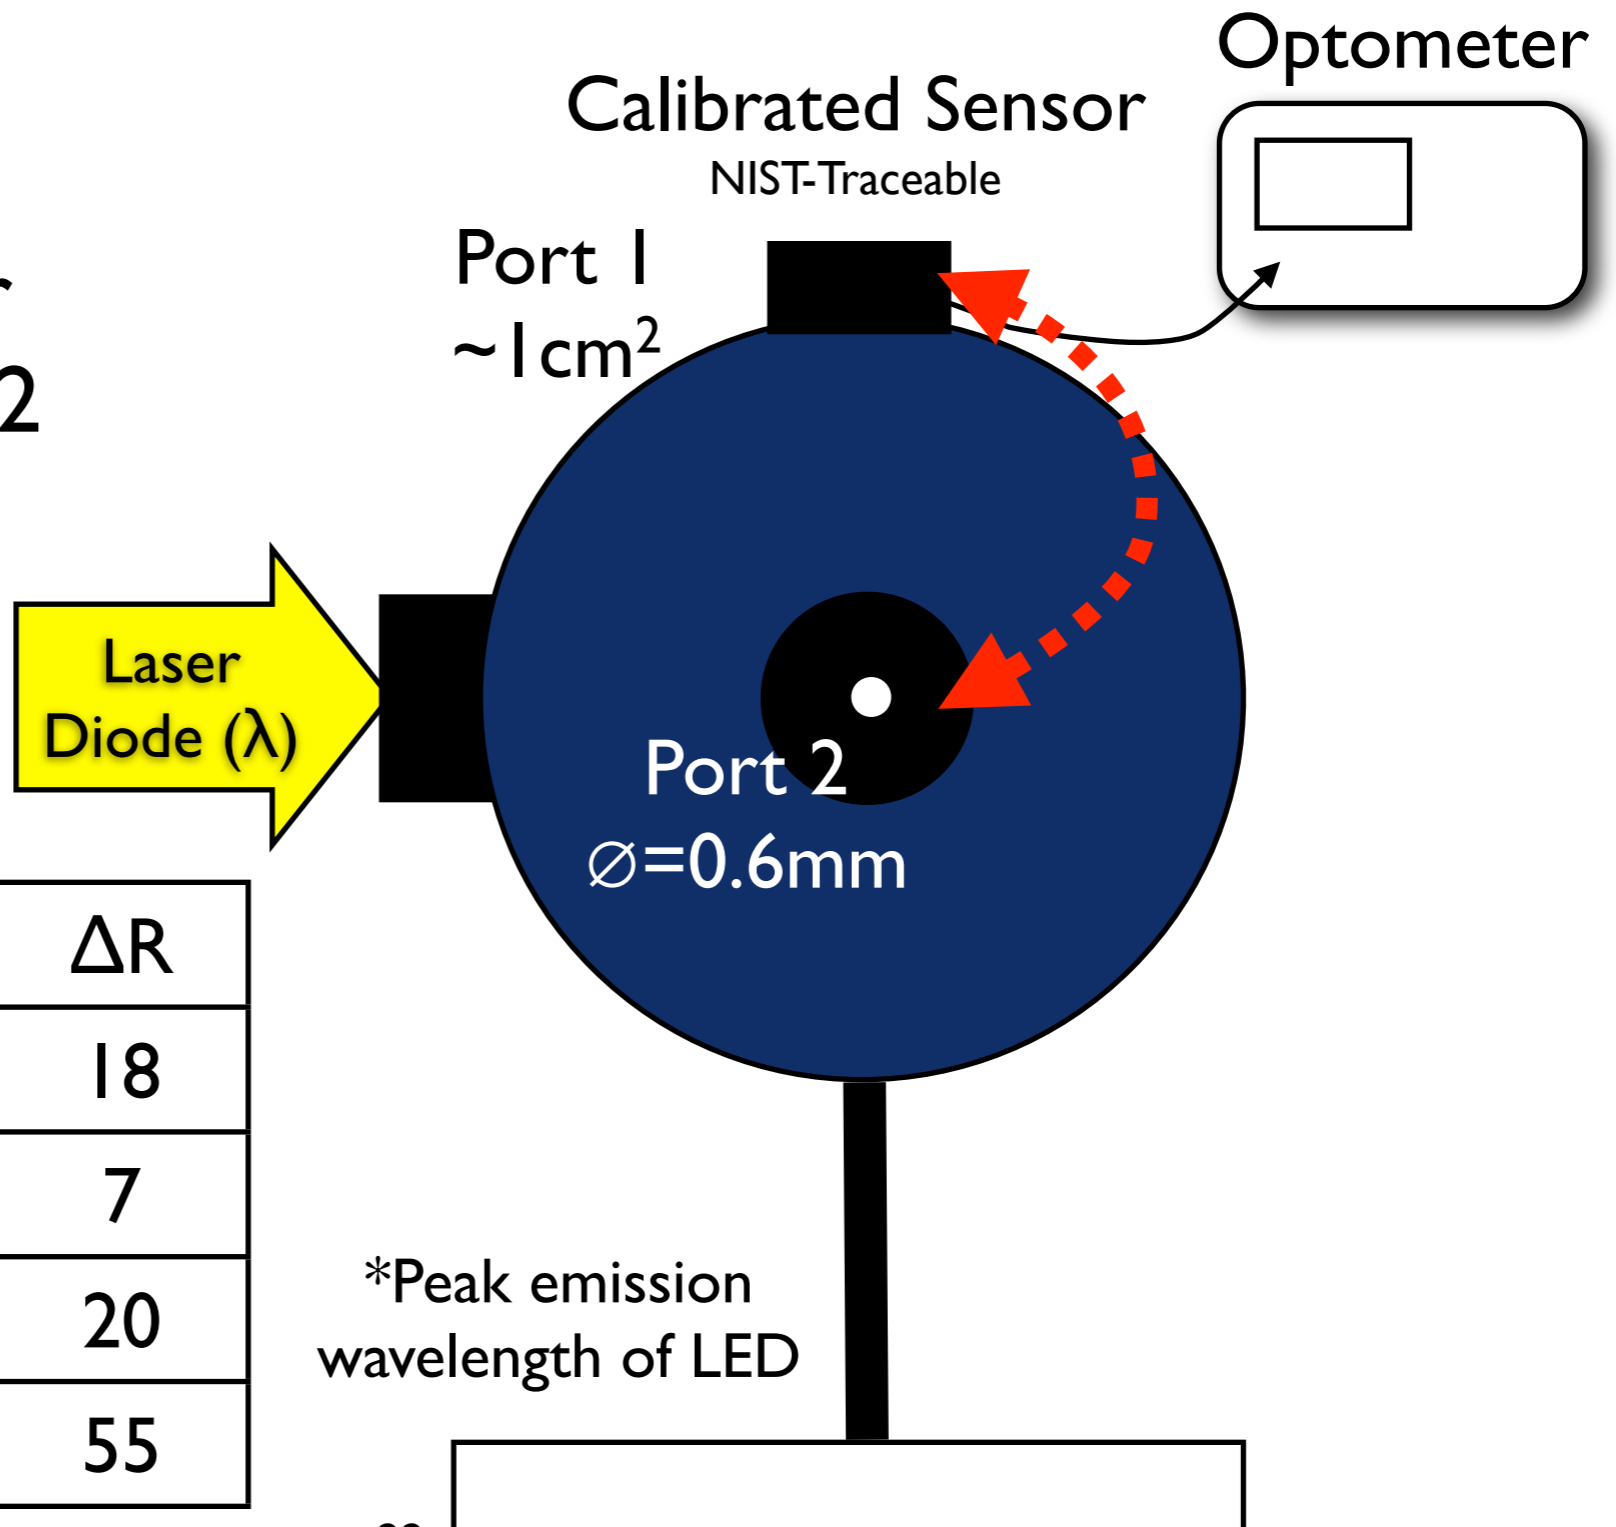 Optometer
Calibrated Sensor
NIST-Traceable
Port 1
~1cm²
2
Laser
Diode (λ)
Port 2
∅=0.6mm
ΔR
18
7
20
55
*Peak emission
wavelength of LED